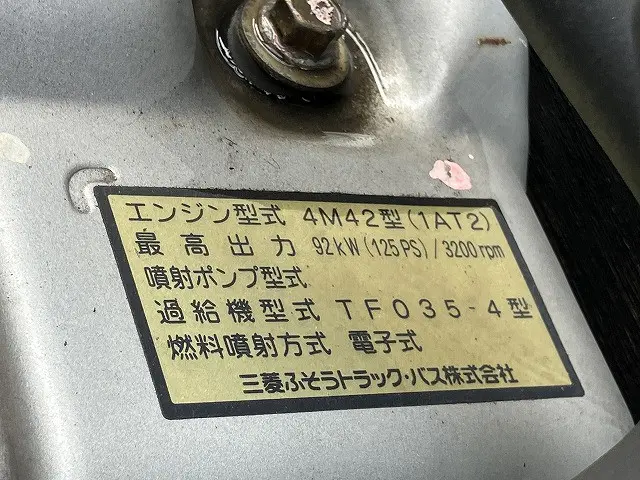 エンジン型式 4M42型(1AT2)
最高出力 92kW(125PS)/3200rpm
噴射ポンプ型式
過給機型式 TF035-4型
燃料噴射方式 電子式
三菱ふそうトラック・バス株式会社